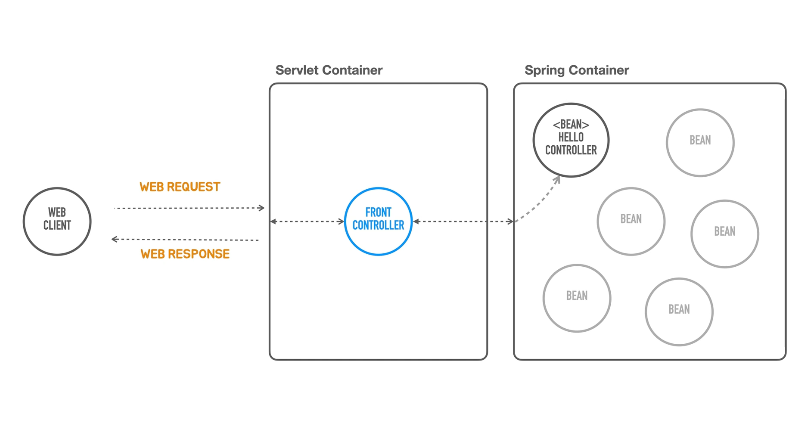 Servlet Container
Spring Container
<BEAN>
HELLO
CONTROLLER
BEAN
WEB REQUEST
WEB
CLIENT
FRONT
CONTROLLER
BEAN
BEAN
WEB RESPONSE
BEAN
BEAN